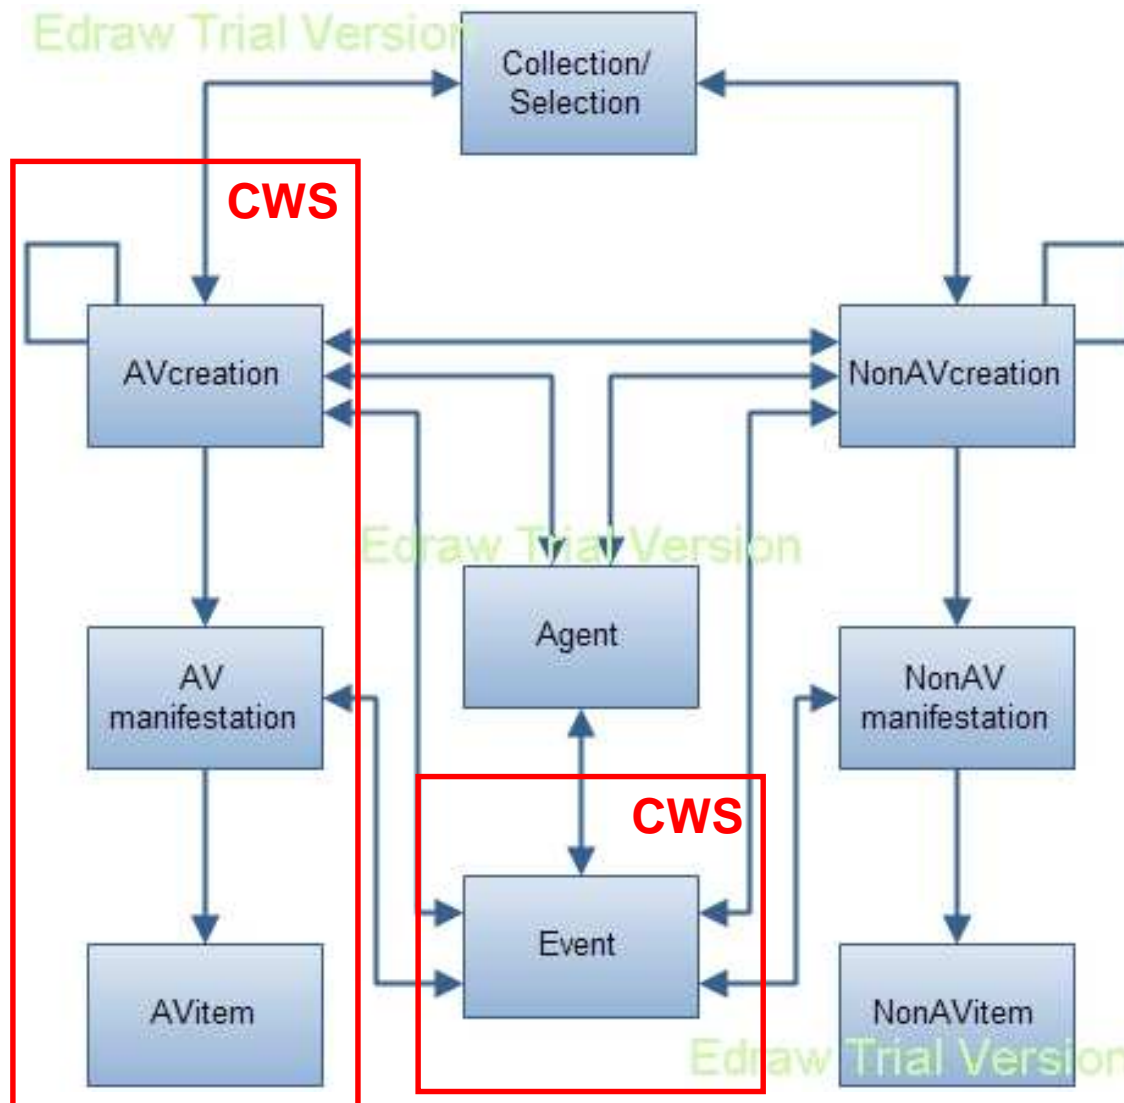 Edraw Trial Version
Collection/
Selection
CWS
AVcreation
NonAVcreation
Edraw Trial Version
Agent
AV
manifestation
NonAV
manifestation
CWS
Event
AVitem
NonAVitem
Edraw Trial Version